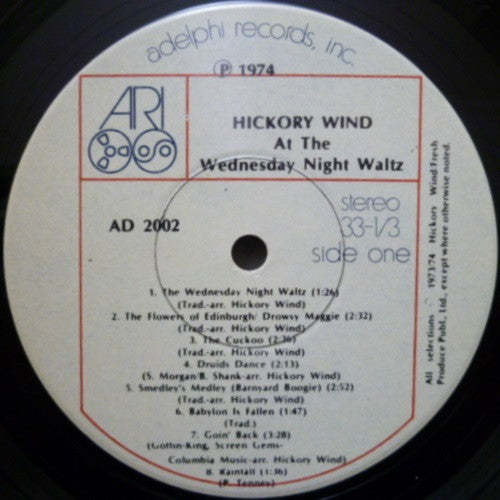 adelphi records, inc.
℗ 1974
ARI
HICKORY WIND
At The
Wednesday Night Waltz
AD 2002
stereo
33-1/3
side one
1. The Wednesday Night Waltz (1:26)
(Trad.-arr. Hickory Wind)
2. The Flowers of Edinburgh/ Drowsy Maggie (2:32)
(Trad.-arr. Hickory Wind)
3. The Cuckoo (2:36)
(Trad.-arr. Hickory Wind)
4. Druids Dance (2:13)
(S. Morgan/B. Shank-arr. Hickory Wind)
5. Smedley's Medley (Barnyard Boogie) (2:52)
(Trad.-arr. Hickory Wind)
6. Babylon Is Fallen (1:47)
(Trad.)
7. Goin' Back (3:28)
(Goffin-King, Screen Gems-
Columbia Music-arr. Hickory Wind)
8. Rainfall (1:36)
(P. Tennes)
All selections © 1973/74 Hickory Wind/Fresh
Produce Publ., Ltd., except where otherwise noted.